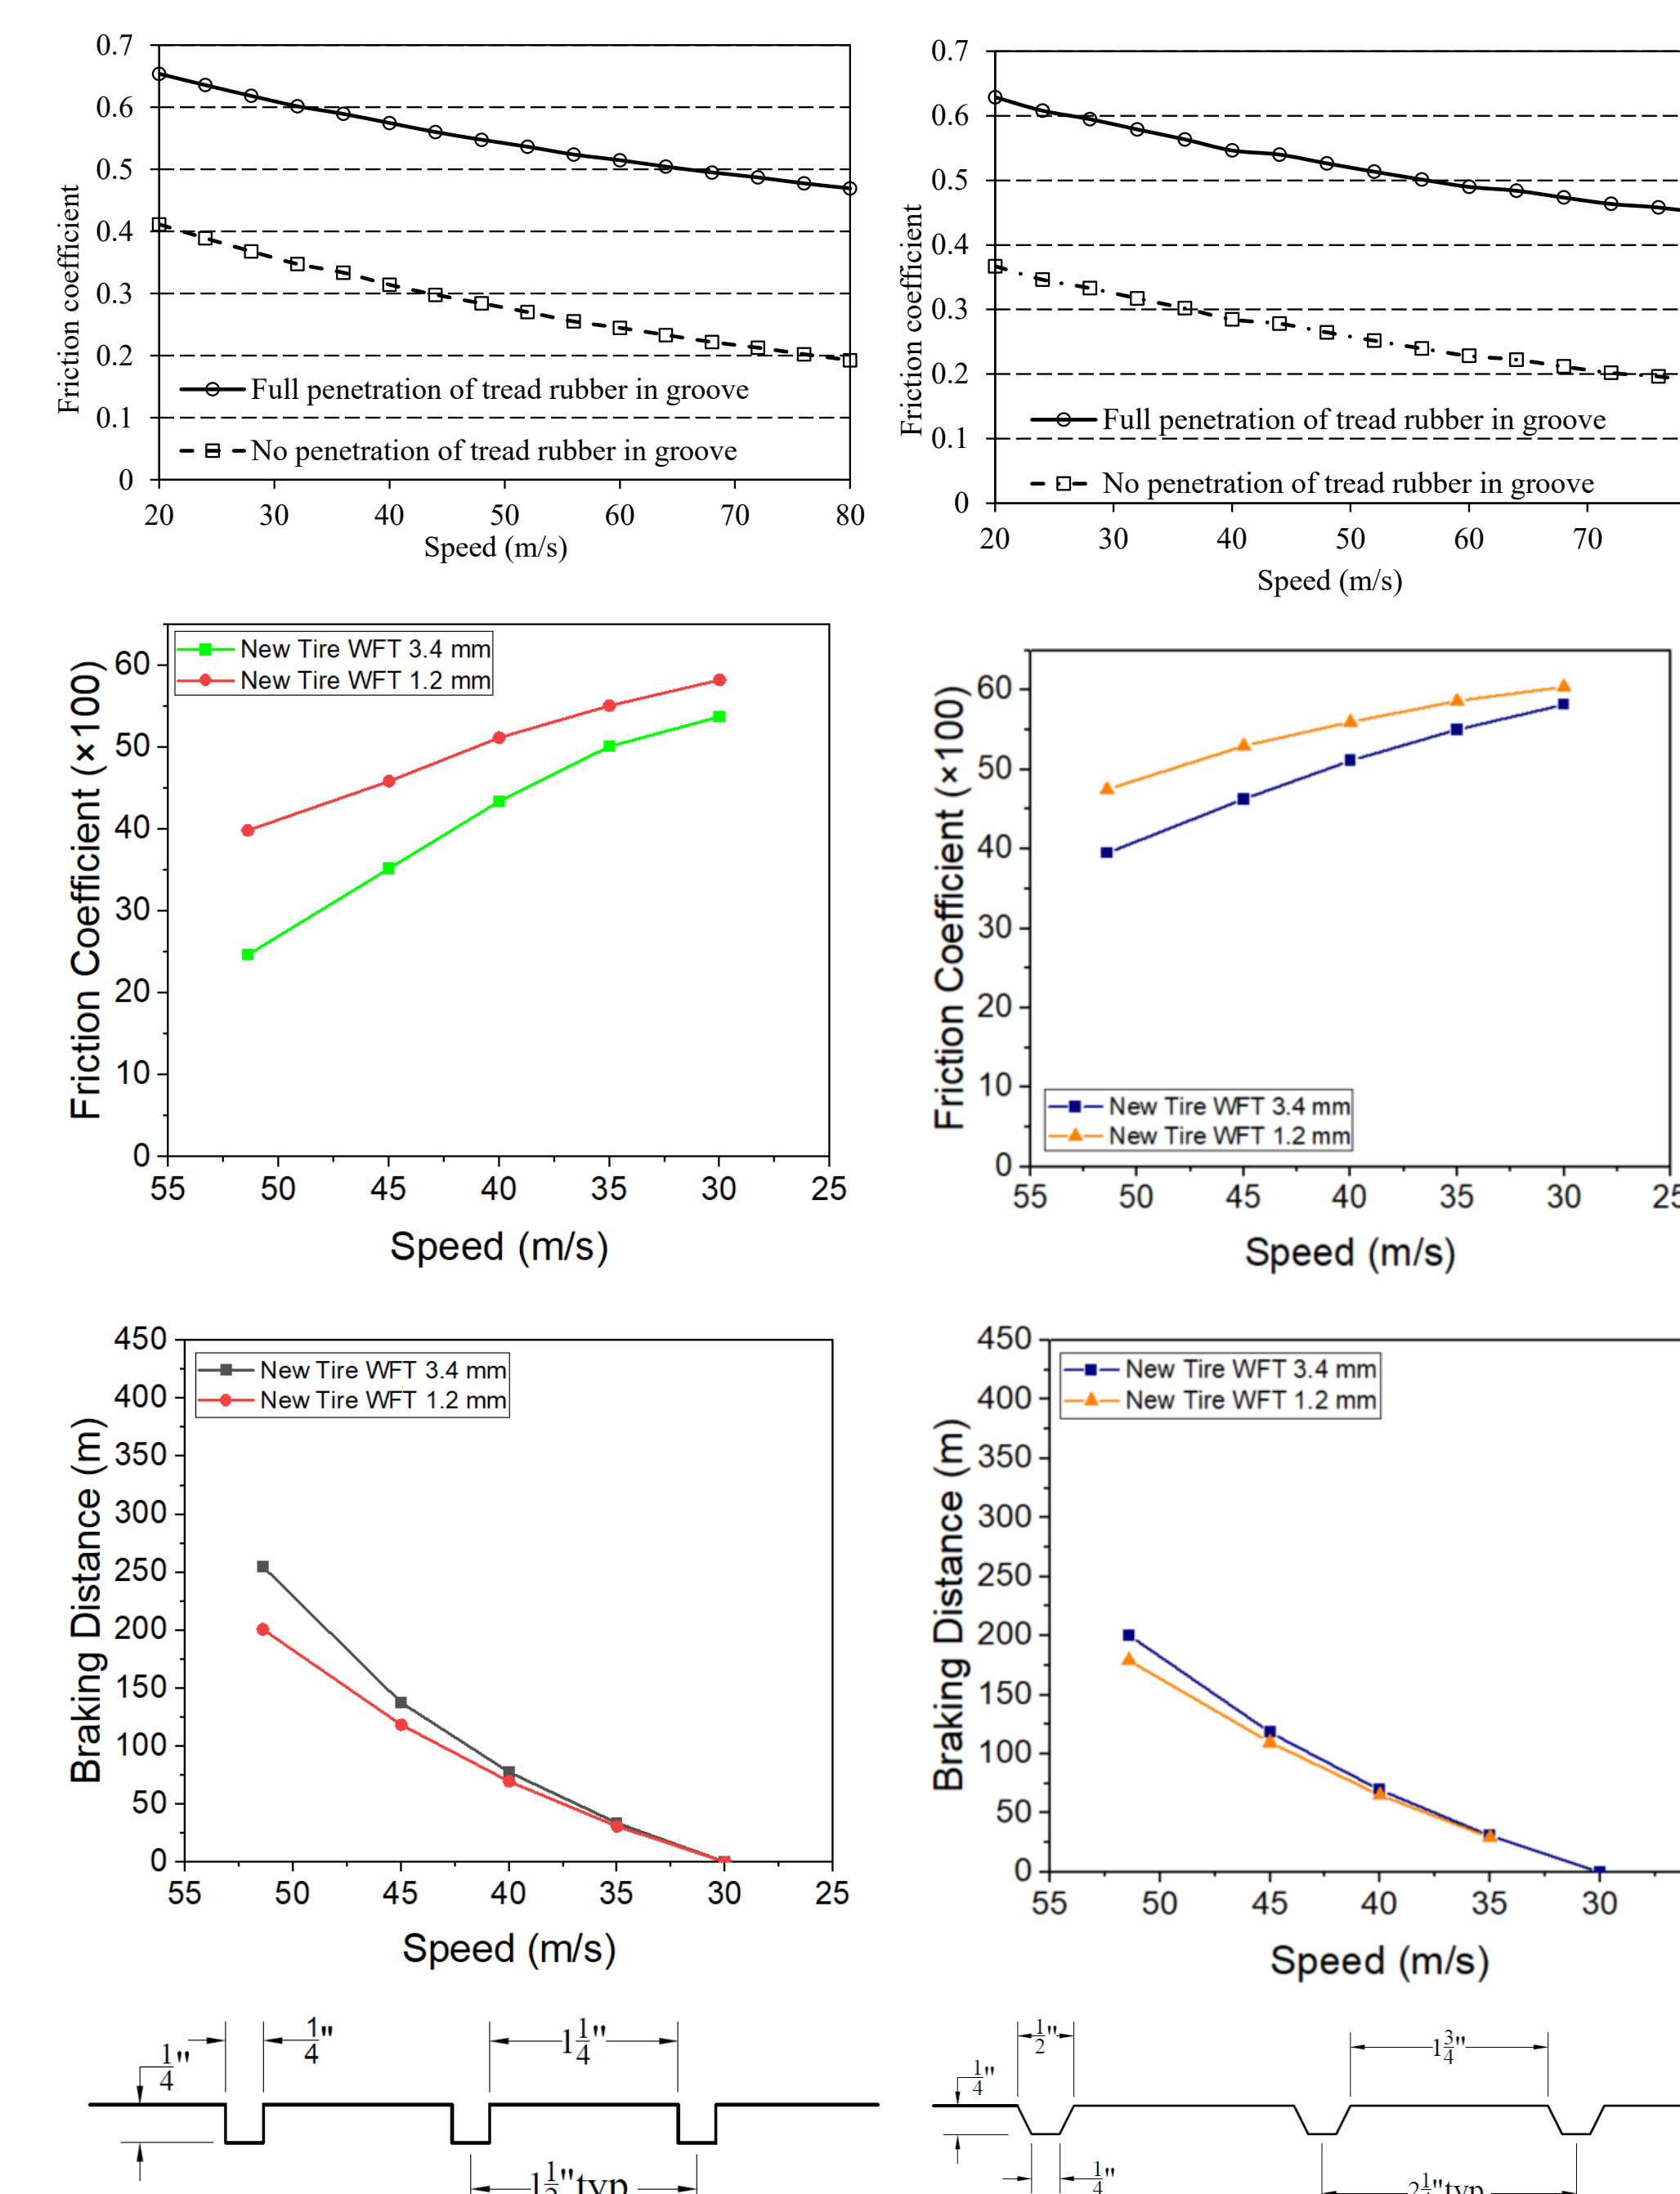 0.7
0.6
0.5
0.4
0.3
0.2
0.1
0
Friction coefficient
Full penetration of tread rubber in groove
No penetration of tread rubber in groove
20 30 40 50 60 70 80
Speed (m/s)
0.7
0.6
0.5
0.4
0.3
0.2
0.1
0
Friction coefficient
Full penetration of tread rubber in groove
No penetration of tread rubber in groove
20 30 40 50 60 70
Speed (m/s)
New Tire WFT 3.4 mm
New Tire WFT 1.2 mm
60
50
40
30
20
10
0
Friction Coefficient (×100)
55 50 45 40 35 30 25
Speed (m/s)
60
50
40
30
20
10
0
Friction Coefficient (×100)
New Tire WFT 3.4 mm
New Tire WFT 1.2 mm
55 50 45 40 35 30 25
Speed (m/s)
450
400
350
300
250
200
150
100
50
0
Braking Distance (m)
New Tire WFT 3.4 mm
New Tire WFT 1.2 mm
55 50 45 40 35 30 25
Speed (m/s)
450
400
350
300
250
200
150
100
50
0
Braking Distance (m)
New Tire WFT 3.4 mm
New Tire WFT 1.2 mm
55 50 45 40 35 30
Speed (m/s)
1/4"
1/4"
1 1/4"
1 1/2" typ
1/2"
1/4"
1 3/4"
1/4"
2 1/4" typ